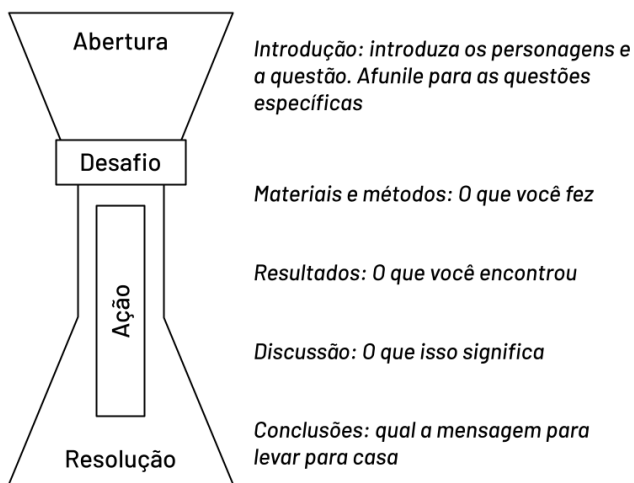 Abertura
Introdução: introduza os personagens e
a questão. Afunile para as questões
específicas
Desafio
Materiais e métodos: O que você fez
Resultados: O que você encontrou
Ação
Discussão: O que isso significa
Conclusões: qual a mensagem para
levar para casa
Resolução